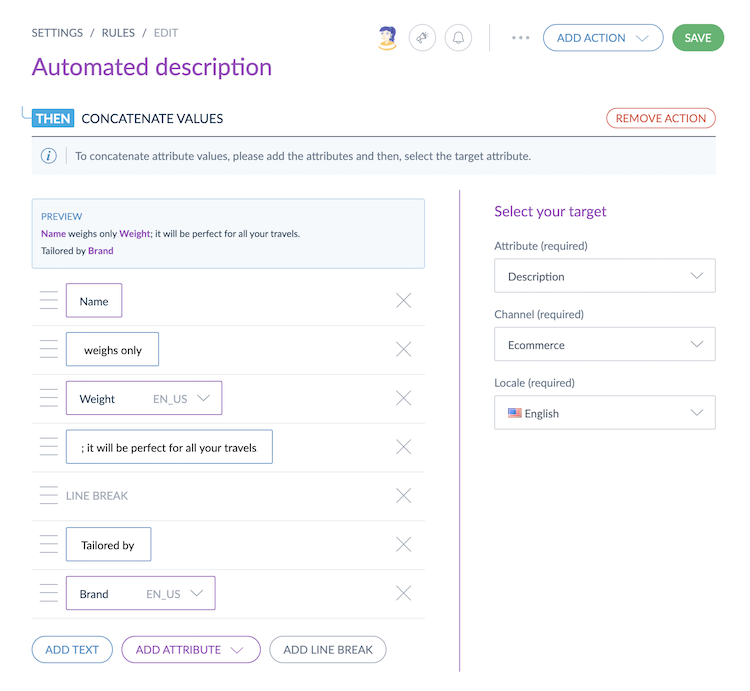 SETTINGS / RULES / EDIT
ADD ACTION
SAVE
Automated description
THEN CONCATENATE VALUES
REMOVE ACTION
i To concatenate attribute values, please add the attributes and then, select the target attribute.
PREVIEW
Name weighs only Weight; it will be perfect for all your travels.
Tailored by Brand
Name
weighs only
Weight EN_US
; it will be perfect for all your travels
LINE BREAK
Tailored by
Brand EN_US
ADD TEXT
ADD ATTRIBUTE
ADD LINE BREAK
Select your target
Attribute (required)
Description
Channel (required)
Ecommerce
Locale (required)
English